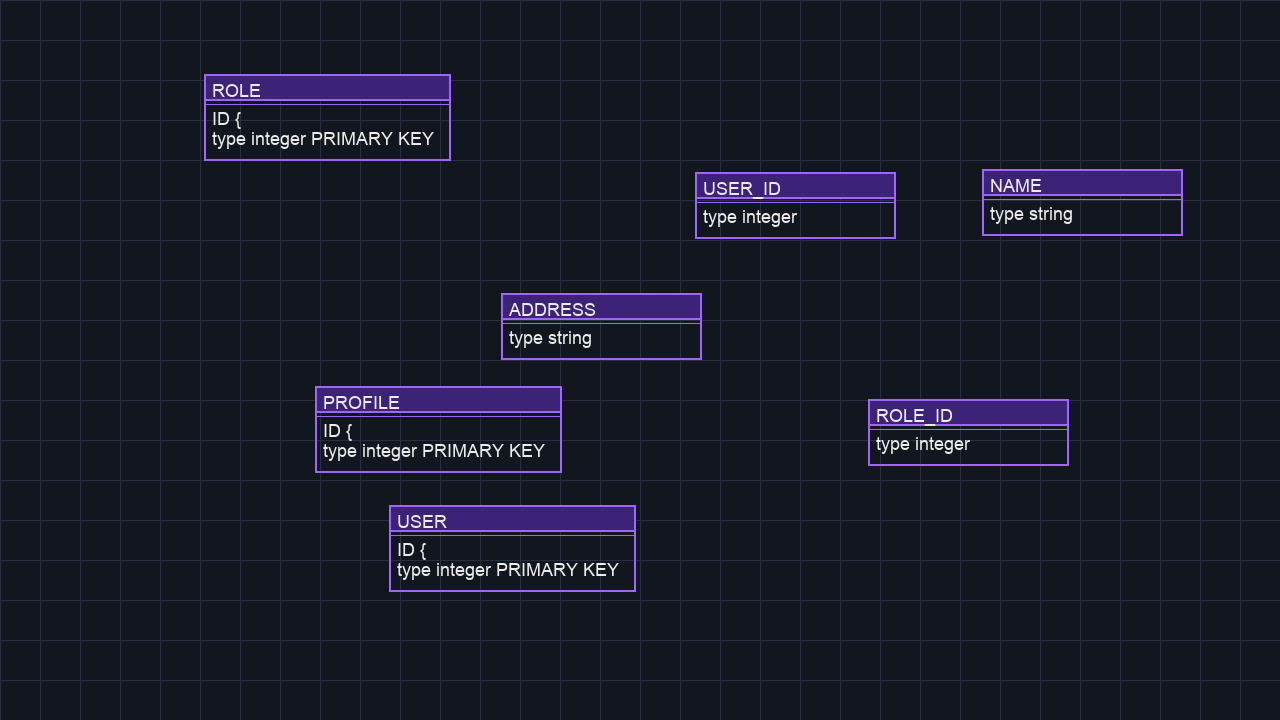 ROLE
ID {
type integer PRIMARY KEY
USER_ID
type integer
NAME
type string
ADDRESS
type string
PROFILE
ID {
type integer PRIMARY KEY
ROLE_ID
type integer
USER
ID {
type integer PRIMARY KEY